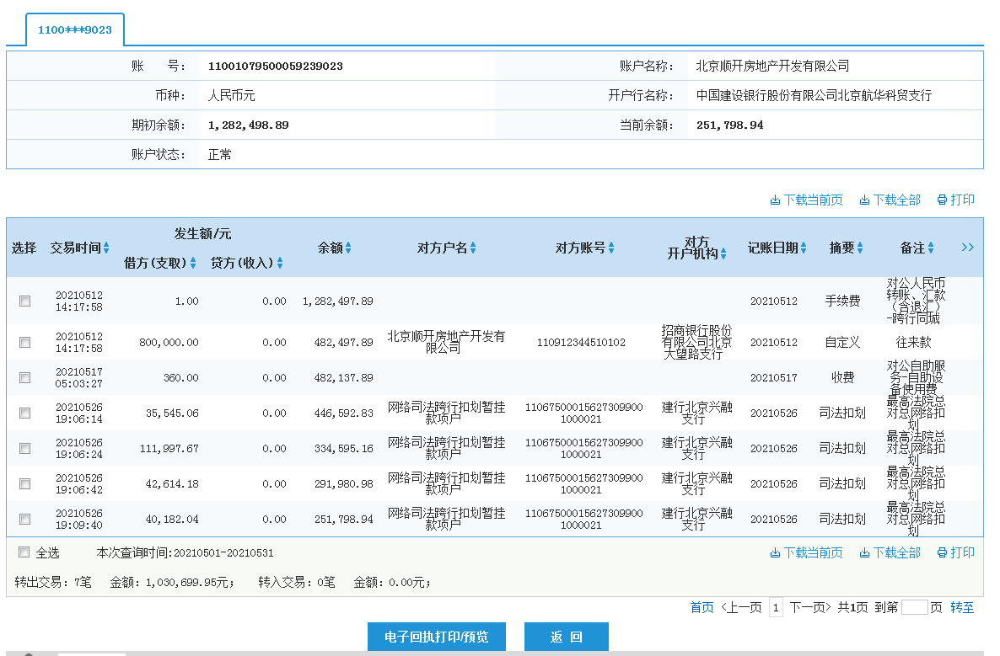 1100***9023
账 号： 11001079500059239023 账户名称： 北京顺开房地产开发有限公司
币种： 人民币元 开户行名称： 中国建设银行股份有限公司北京航华科贸支行
期初余额： 1,282,498.89 当前余额： 251,798.94
账户状态： 正常
下载当前页 下载全部 打印
选择 交易时间 发生额/元 余额 对方户名 对方账号 对方 开户机构 记账日期 摘要 备注 >>
借方(支取) 贷方(收入)
20210512 14:17:58 1.00 0.00 1,282,497.89 20210512 手续费 对公人民币转账、汇款（含退汇）-跨行同城
20210512 14:17:58 800,000.00 0.00 482,497.89 北京顺开房地产开发有限公司 110912344510102 招商银行股份有限公司北京大望路支行 20210512 自定义 往来款
20210517 05:03:27 360.00 0.00 482,137.89 20210517 收费 对公自助服务-自助设备使用费
20210526 19:06:14 35,545.06 0.00 446,592.83 网络司法跨行扣划暂挂款项户 110675000156273099001000021 建行北京兴融支行 20210526 司法扣划 最高法院总对总网络扣划
20210526 19:06:24 111,997.67 0.00 334,595.16 网络司法跨行扣划暂挂款项户 110675000156273099001000021 建行北京兴融支行 20210526 司法扣划 最高法院总对总网络扣划
20210526 19:06:42 42,614.18 0.00 291,980.98 网络司法跨行扣划暂挂款项户 110675000156273099001000021 建行北京兴融支行 20210526 司法扣划 最高法院总对总网络扣划
20210526 19:09:40 40,182.04 0.00 251,798.94 网络司法跨行扣划暂挂款项户 110675000156273099001000021 建行北京兴融支行 20210526 司法扣划 最高法院总对总网络扣划
全选 本次查询时间:20210501-20210531 下载当前页 下载全部 打印
转出交易：7笔 金额：1,030,699.95元； 转入交易：0笔 金额：0.00元；
首页 <上一页 1 下一页> 共1页 到第 页 转至
电子回执打印/预览 返 回